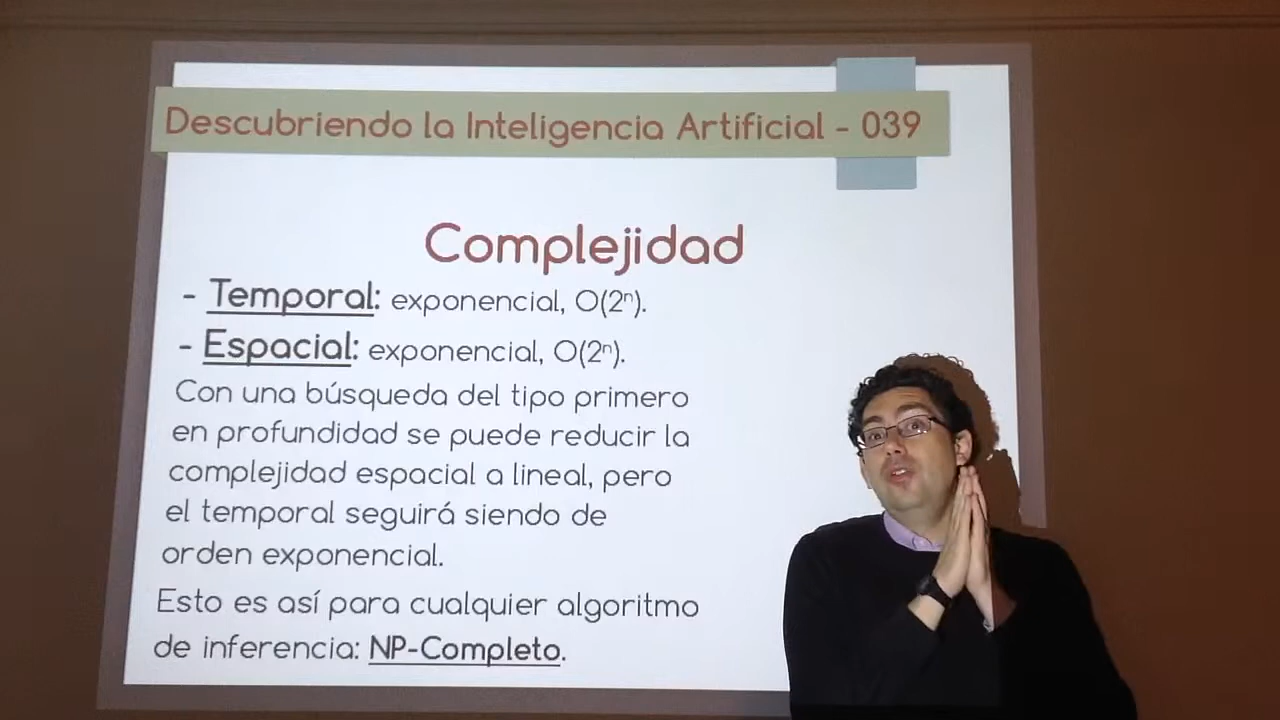 Descubriendo la Inteligencia Artificial - 039
Complejidad
- Temporal: exponencial, O(2ⁿ).
- Espacial: exponencial, O(2ⁿ).
Con una búsqueda del tipo primero
en profundidad se puede reducir la
complejidad espacial a lineal, pero
el temporal seguirá siendo de
orden exponencial.
Esto es así para cualquier algoritmo
de inferencia: NP-Completo.